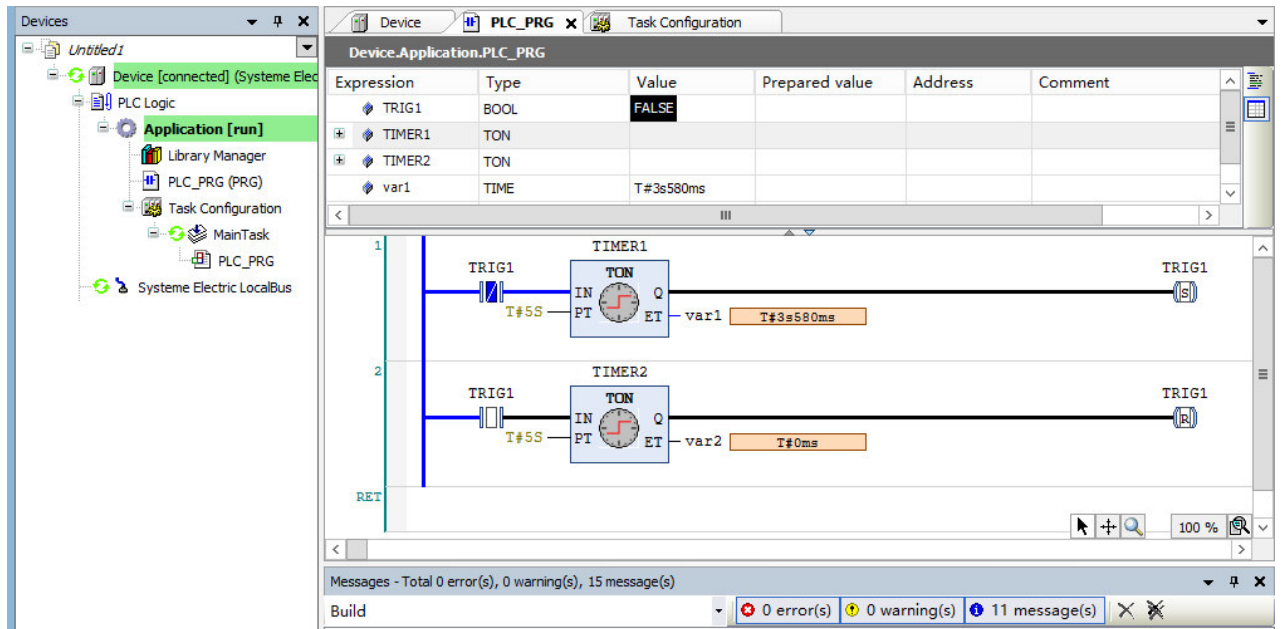 Devices
Untitled1
Device [connected] (Systeme Elec
PLC Logic
Application [run]
Library Manager
PLC_PRG (PRG)
Task Configuration
MainTask
PLC_PRG
Systeme Electric LocalBus
Device PLC_PRG Task Configuration
Device.Application.PLC_PRG
Expression Type Value Prepared value Address Comment
TRIG1 BOOL FALSE
TIMER1 TON
TIMER2 TON
var1 TIME T#3s580ms
1 TIMER1
TRIG1 TON TRIG1
IN Q S
T#5S PT ET var1 T#3s580ms
2 TIMER2
TRIG1 TON TRIG1
IN Q R
T#5S PT ET var2 T#0ms
RET
100 %
Messages - Total 0 error(s), 0 warning(s), 15 message(s)
Build 0 error(s) 0 warning(s) 11 message(s)